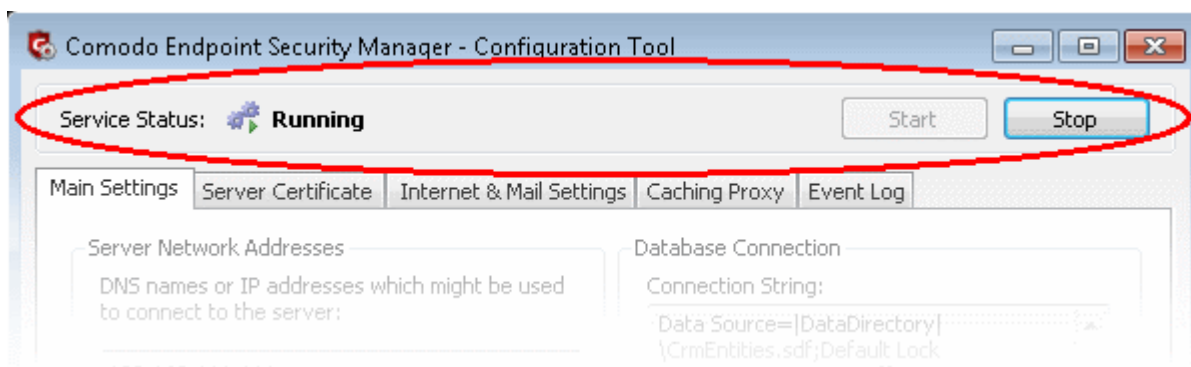 Comodo Endpoint Security Manager - Configuration Tool
Service Status: Running Start Stop
Main Settings Server Certificate Internet & Mail Settings Caching Proxy Event Log
Server Network Addresses
DNS names or IP addresses which might be used
to connect to the server:
Database Connection
Connection String:
Data Source=|DataDirectory|
\CrmEntities.sdf;Default Lock